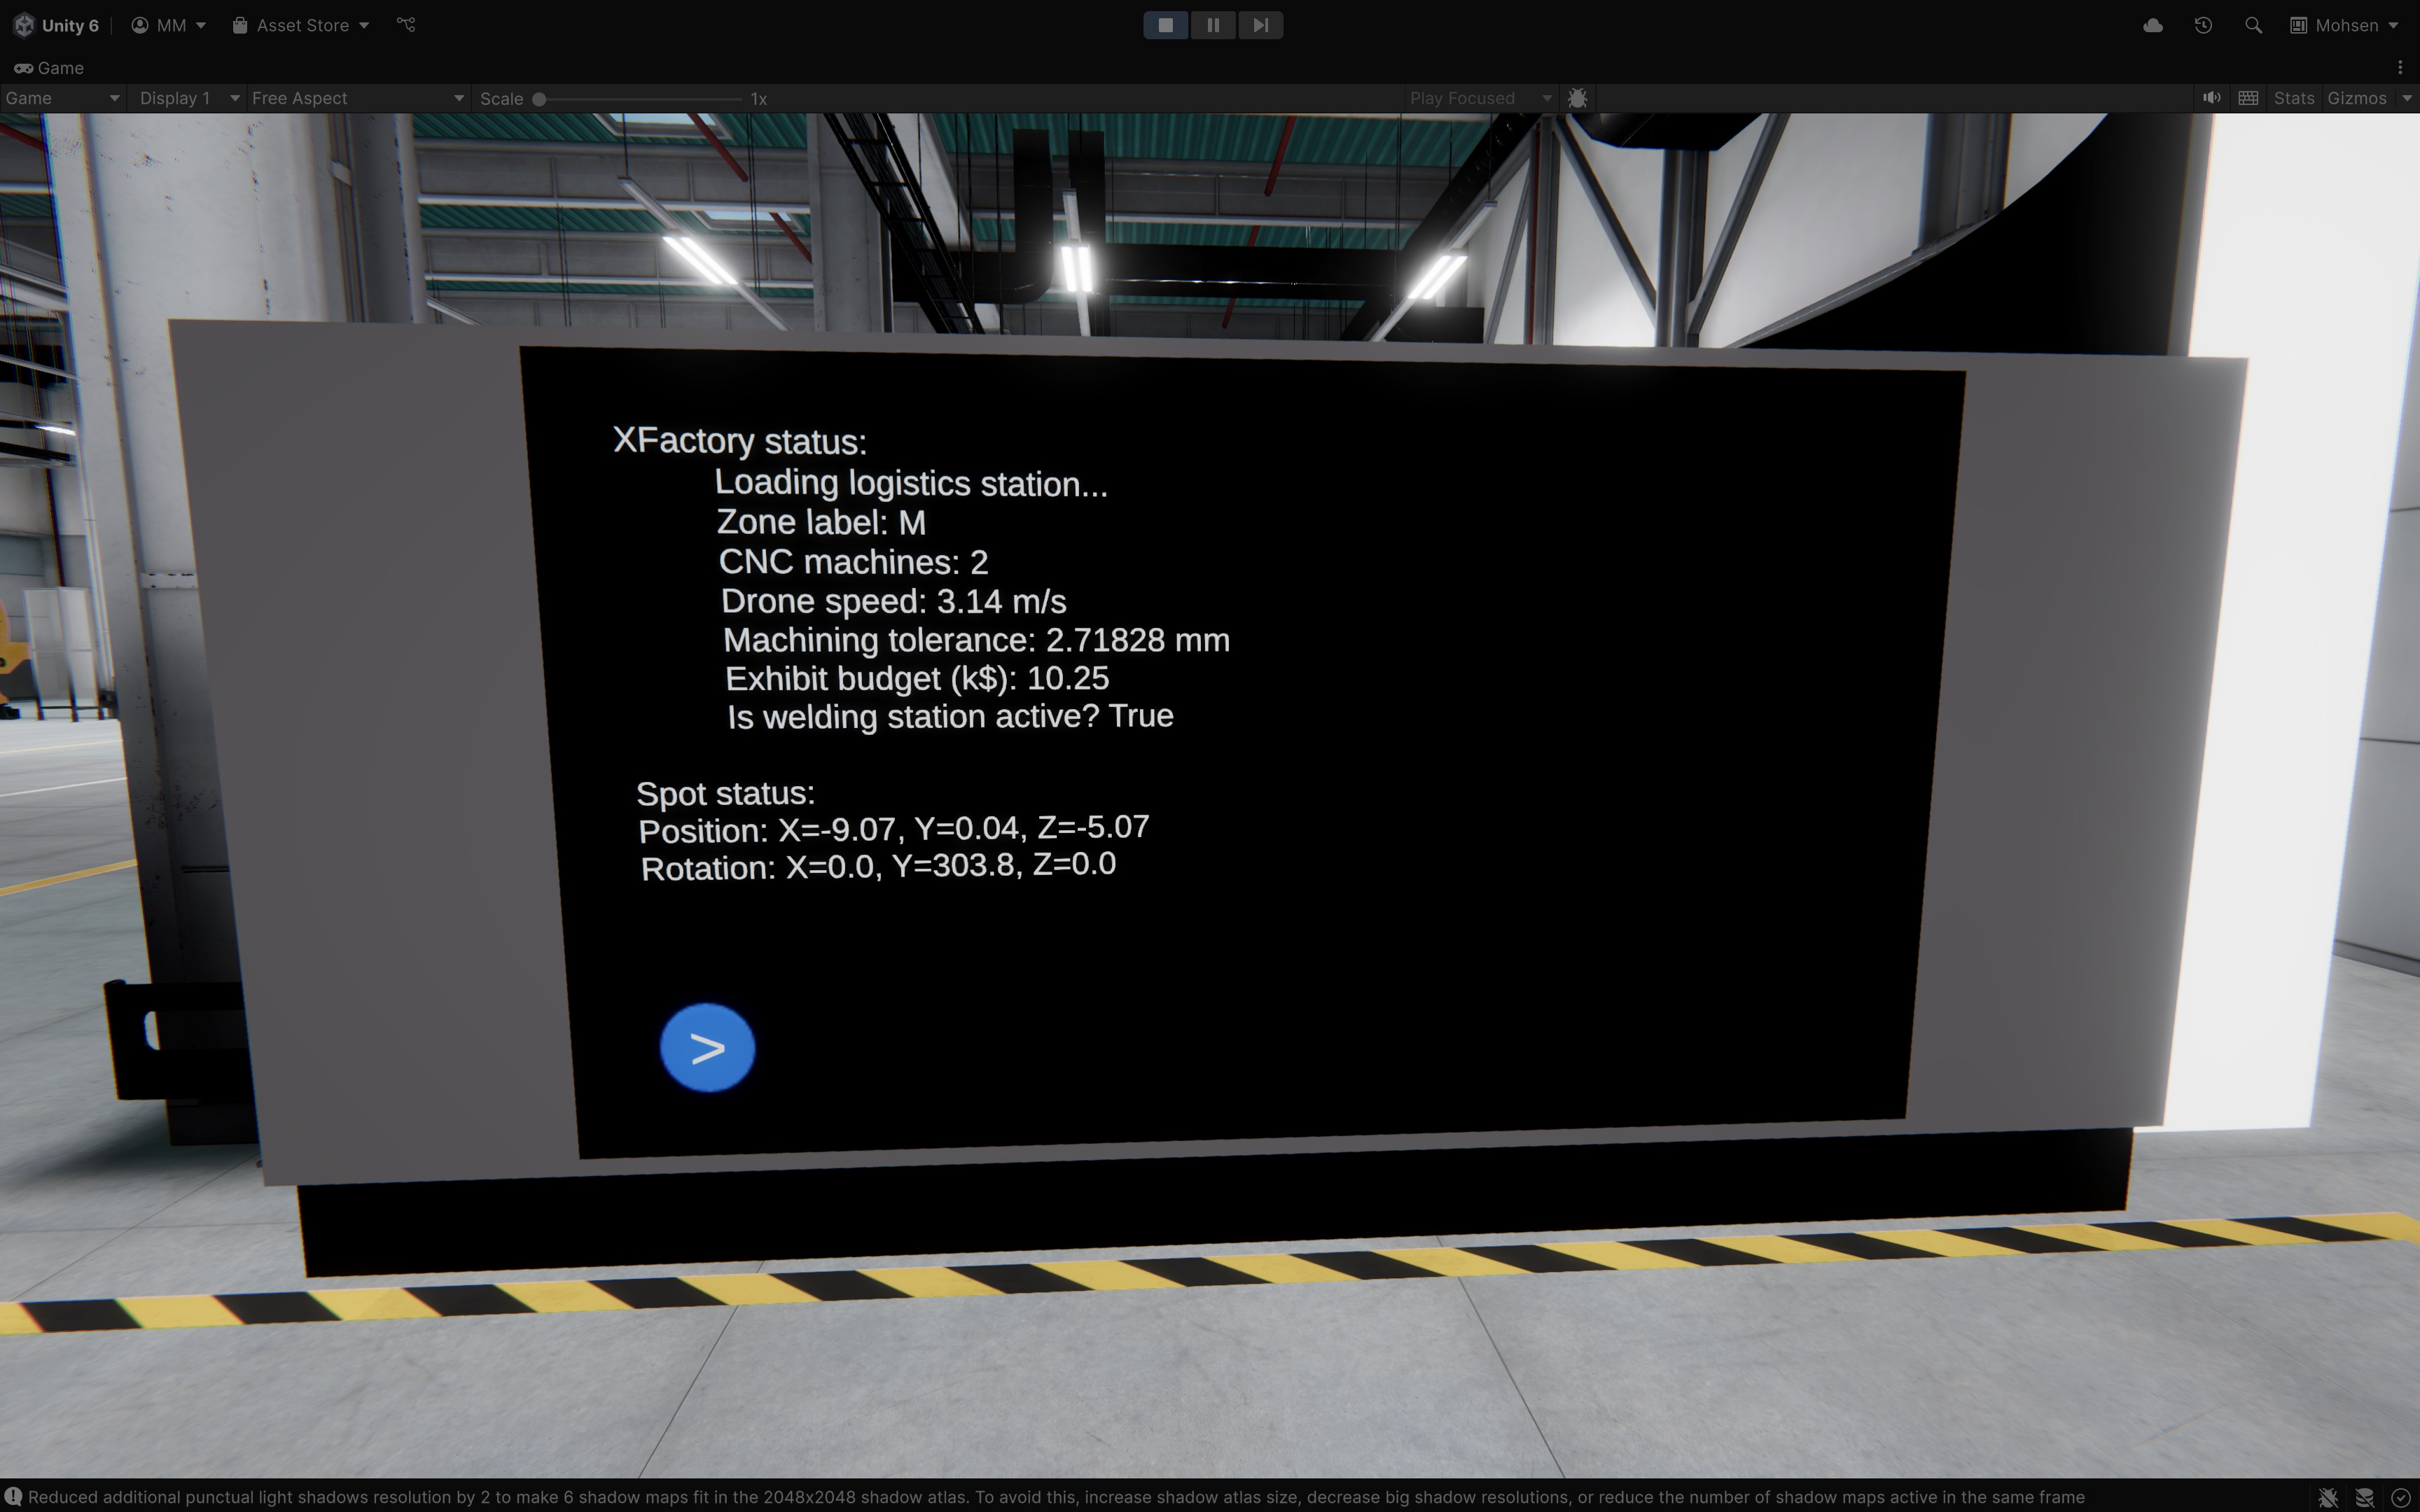 Unity 6 MM Asset Store Mohsen
Game
Game Display 1 Free Aspect Scale 1x Play Focused Stats Gizmos
XFactory status:
Loading logistics station...
Zone label: M
CNC machines: 2
Drone speed: 3.14 m/s
Machining tolerance: 2.71828 mm
Exhibit budget (k$): 10.25
Is welding station active? True
Spot status:
Position: X=-9.07, Y=0.04, Z=-5.07
Rotation: X=0.0, Y=303.8, Z=0.0
>
Reduced additional punctual light shadows resolution by 2 to make 6 shadow maps fit in the 2048x2048 shadow atlas. To avoid this, increase shadow atlas size, decrease big shadow resolutions, or reduce the number of shadow maps active in the same frame